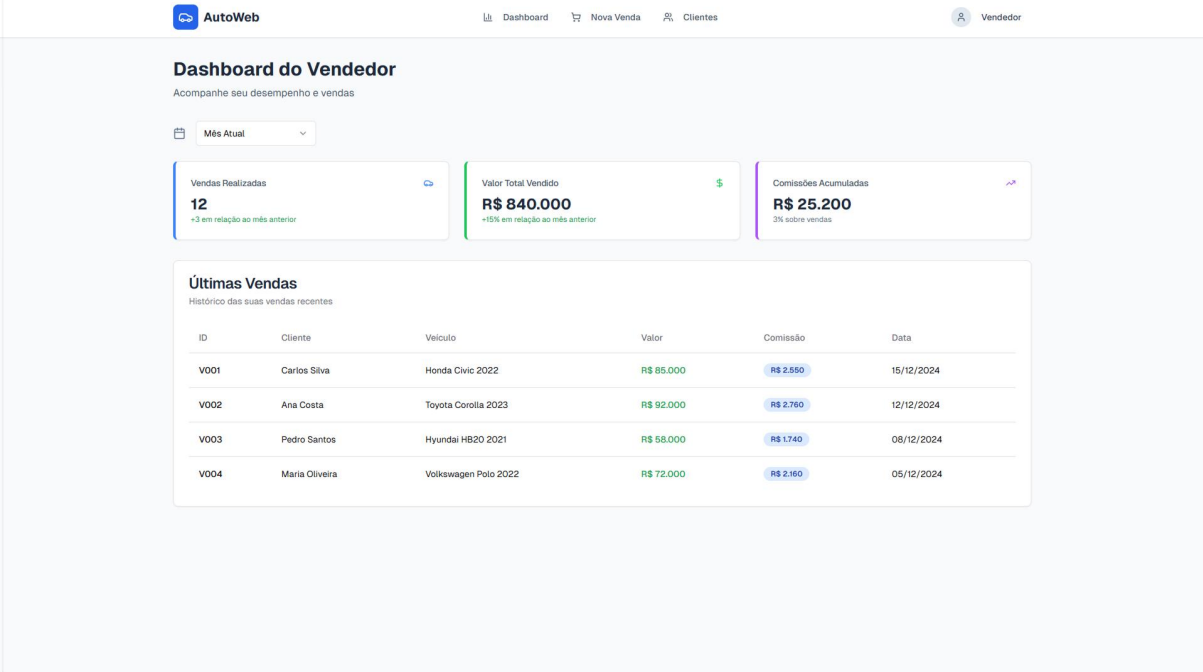 AutoWeb Dashboard Nova Venda Clientes Vendedor
Dashboard do Vendedor
Acompanhe seu desempenho e vendas
Mês Atual
Vendas Realizadas
12
+3 em relação ao mês anterior
Valor Total Vendido
$
R$ 840.000
+15% em relação ao mês anterior
Comissões Acumuladas
R$ 25.200
3% sobre vendas
Últimas Vendas
Histórico das suas vendas recentes
ID Cliente Veículo Valor Comissão Data
V001 Carlos Silva Honda Civic 2022 R$ 85.000 R$ 2.550 15/12/2024
V002 Ana Costa Toyota Corolla 2023 R$ 92.000 R$ 2.760 12/12/2024
V003 Pedro Santos Hyundai HB20 2021 R$ 58.000 R$ 1.740 08/12/2024
V004 Maria Oliveira Volkswagen Polo 2022 R$ 72.000 R$ 2.160 05/12/2024